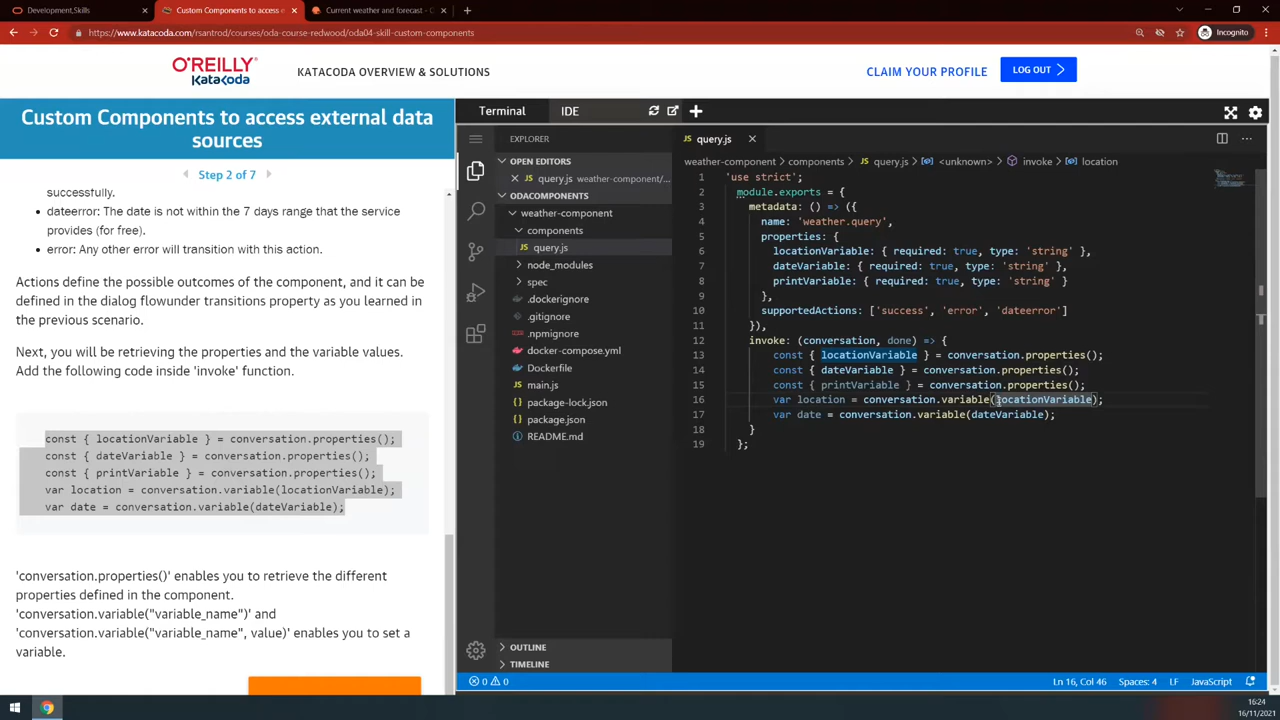 Development,Skills
Custom Components to access e
Current weather and forecast - C
https://www.katacoda.com/rsantrod/courses/oda-course-redwood/oda04-skill-custom-components
Incognito
O'REILLY
Katacoda
KATACODA OVERVIEW & SOLUTIONS
CLAIM YOUR PROFILE
LOG OUT
Custom Components to access external data
sources
Step 2 of 7
successfully.
dateerror: The date is not within the 7 days range that the service
provides (for free).
error: Any other error will transition with this action.
Actions define the possible outcomes of the component, and it can be
defined in the dialog flowunder transitions property as you learned in
the previous scenario.
Next, you will be retrieving the properties and the variable values.
Add the following code inside 'invoke' function.
const { locationVariable } = conversation.properties();
const { dateVariable } = conversation.properties();
const { printVariable } = conversation.properties();
var location = conversation.variable(locationVariable);
var date = conversation.variable(dateVariable);
'conversation.properties()' enables you to retrieve the different
properties defined in the component.
'conversation.variable("variable_name")' and
'conversation.variable("variable_name", value)' enables you to set a
variable.
Terminal
IDE
EXPLORER
OPEN EDITORS
query.js weather-component/...
ODACOMPONENTS
weather-component
components
query.js
node_modules
spec
.dockerignore
.gitignore
.npmignore
docker-compose.yml
Dockerfile
main.js
package-lock.json
package.json
README.md
OUTLINE
TIMELINE
query.js
weather-component > components > query.js > <unknown> > invoke > location
1 'use strict';
2 module.exports = {
3 metadata: () => ({
4 name: 'weather.query',
5 properties: {
6 locationVariable: { required: true, type: 'string' },
7 dateVariable: { required: true, type: 'string' },
8 printVariable: { required: true, type: 'string' }
9 },
10 supportedActions: ['success', 'error', 'dateerror']
11 }),
12 invoke: (conversation, done) => {
13 const { locationVariable } = conversation.properties();
14 const { dateVariable } = conversation.properties();
15 const { printVariable } = conversation.properties();
16 var location = conversation.variable(locationVariable);
17 var date = conversation.variable(dateVariable);
18 }
19 };
0 0
Ln 16, Col 46
Spaces: 4
LF
JavaScript
16:24
16/11/2021